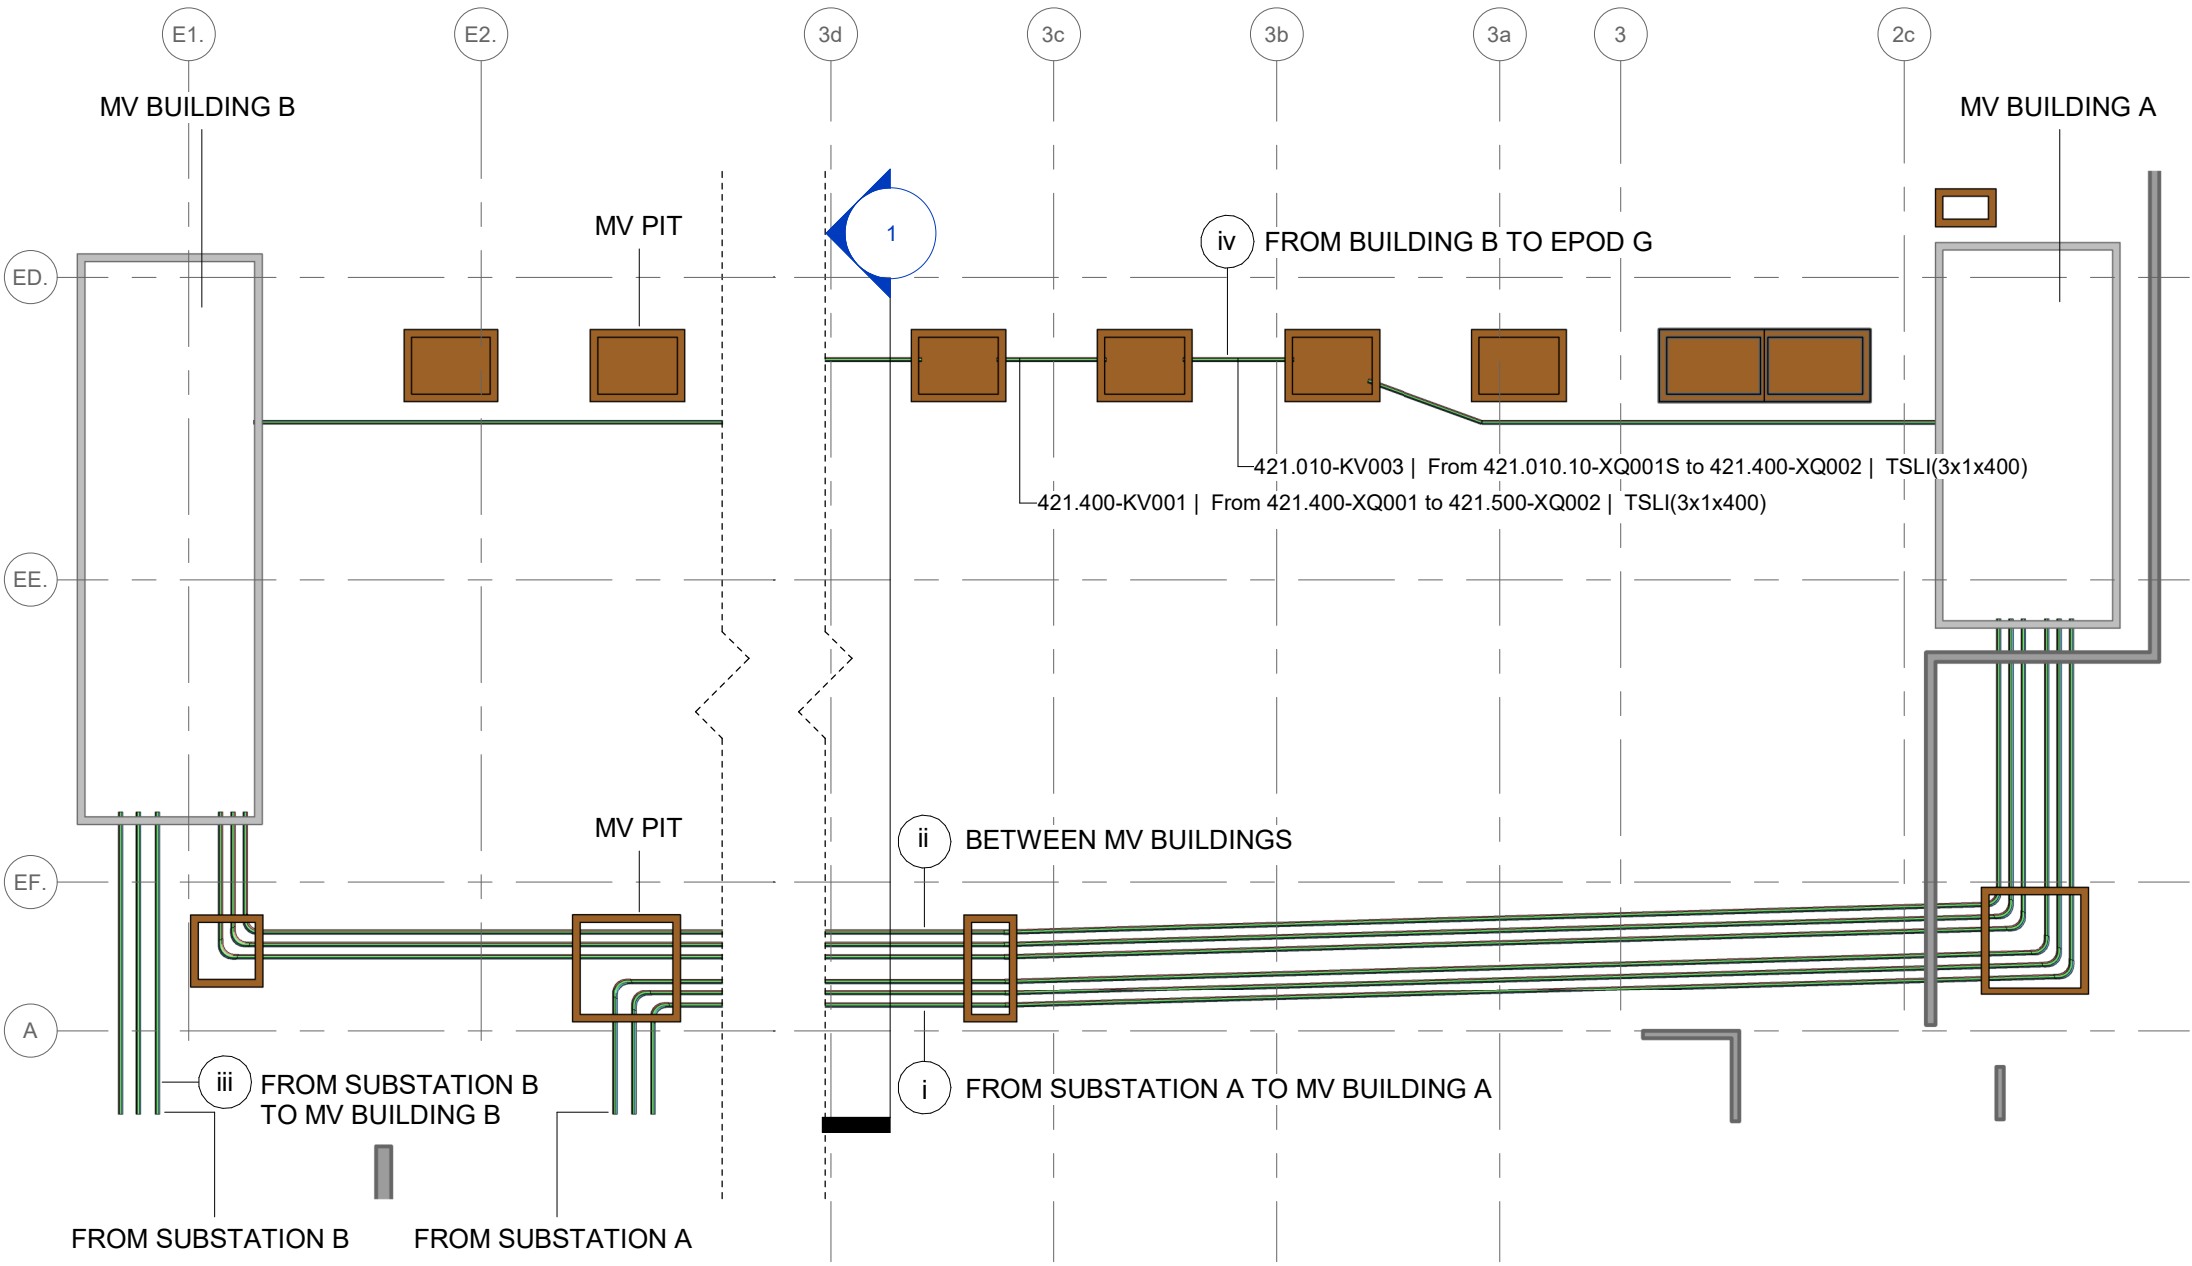 E1.
E2.
3d
3c
3b
3a
3
2c
MV BUILDING B
MV BUILDING A
MV PIT
1
iv
FROM BUILDING B TO EPOD G
ED.
421.010-KV003 | From 421.010.10-XQ001S to 421.400-XQ002 | TSLI(3x1x400)
421.400-KV001 | From 421.400-XQ001 to 421.500-XQ002 | TSLI(3x1x400)
EE.
MV PIT
ii
BETWEEN MV BUILDINGS
EF.
A
iii
FROM SUBSTATION B
TO MV BUILDING B
i
FROM SUBSTATION A TO MV BUILDING A
FROM SUBSTATION B
FROM SUBSTATION A